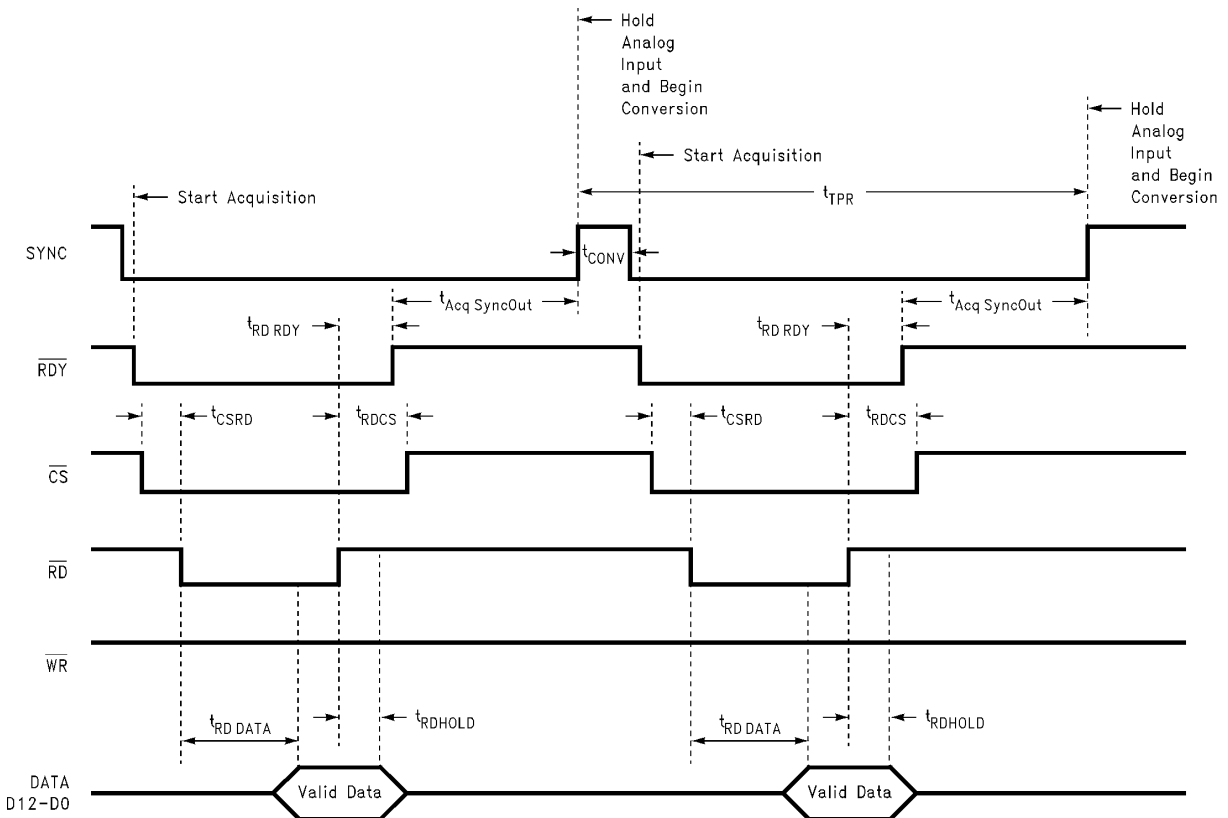 Hold
Analog
Input
and Begin
Conversion
Hold
Analog
Input
and Begin
Conversion
Start Acquisition
Start Acquisition
tTPR
SYNC
tCONV
tAcq SyncOut
tAcq SyncOut
tRD RDY
tRD RDY
RDY
tCSRD
tRDCS
tCSRD
tRDCS
CS
RD
WR
tRD DATA
tRDHOLD
tRD DATA
tRDHOLD
DATA
D12-D0
Valid Data
Valid Data